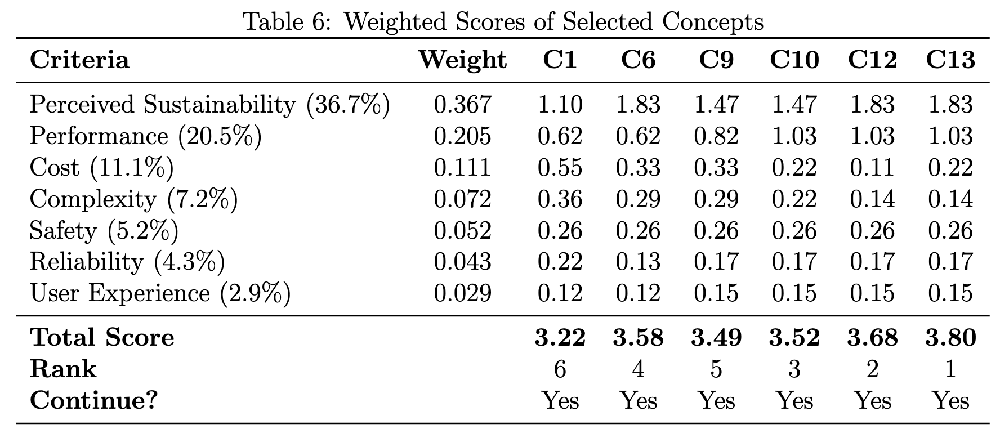 Table 6: Weighted Scores of Selected Concepts
Criteria Weight C1 C6 C9 C10 C12 C13
Perceived Sustainability (36.7%) 0.367 1.10 1.83 1.47 1.47 1.83 1.83
Performance (20.5%) 0.205 0.62 0.62 0.82 1.03 1.03 1.03
Cost (11.1%) 0.111 0.55 0.33 0.33 0.22 0.11 0.22
Complexity (7.2%) 0.072 0.36 0.29 0.29 0.22 0.14 0.14
Safety (5.2%) 0.052 0.26 0.26 0.26 0.26 0.26 0.26
Reliability (4.3%) 0.043 0.22 0.13 0.17 0.17 0.17 0.17
User Experience (2.9%) 0.029 0.12 0.12 0.15 0.15 0.15 0.15
Total Score 3.22 3.58 3.49 3.52 3.68 3.80
Rank 6 4 5 3 2 1
Continue? Yes Yes Yes Yes Yes Yes